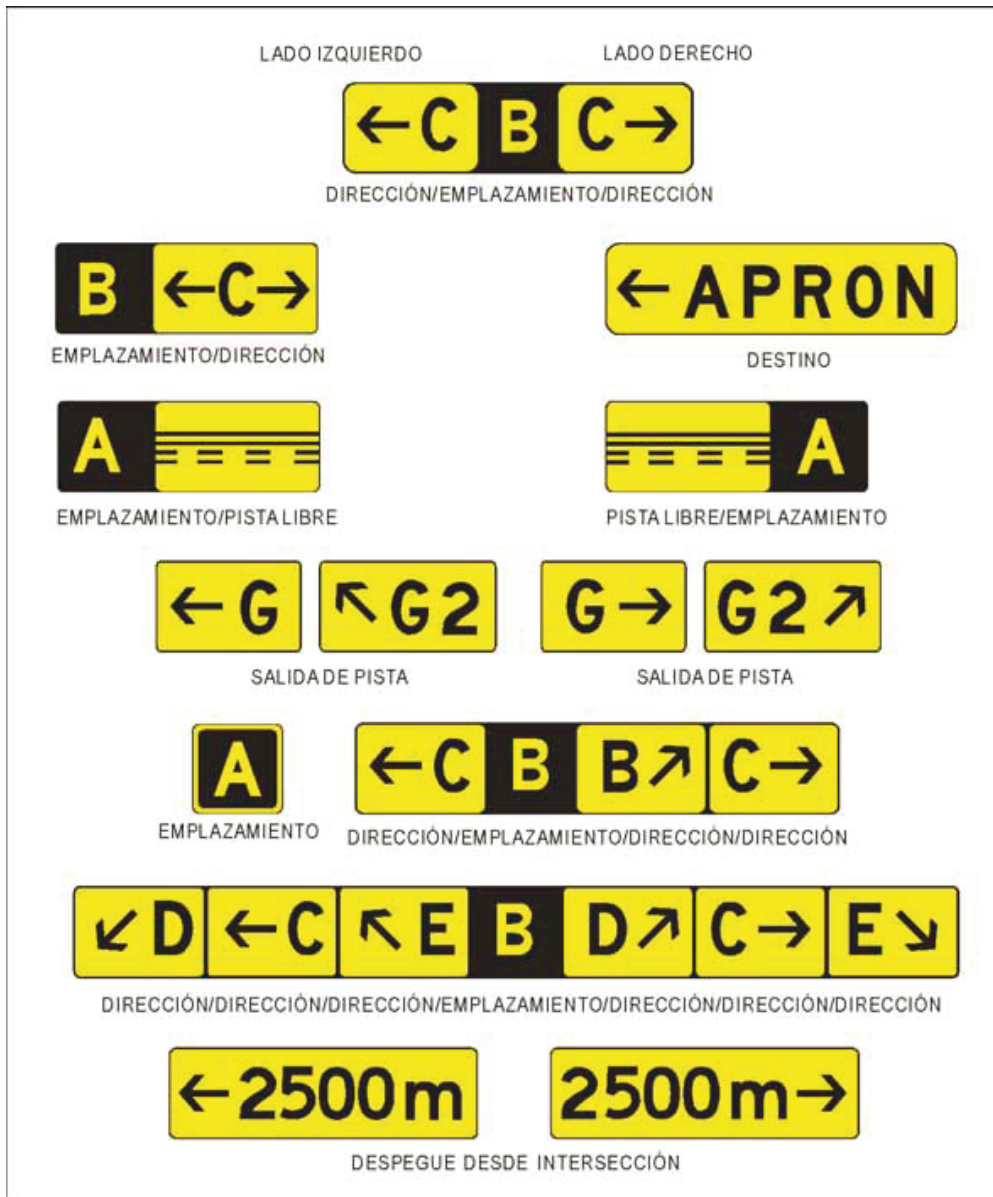 LADO IZQUIERDO LADO DERECHO
←C B C→
DIRECCIÓN/EMPLAZAMIENTO/DIRECCIÓN
B ←C→ ←APRON
EMPLAZAMIENTO/DIRECCIÓN DESTINO
A A
EMPLAZAMIENTO/PISTA LIBRE PISTA LIBRE/EMPLAZAMIENTO
←G ↖G2 G→ G2↗
SALIDA DE PISTA SALIDA DE PISTA
A ←C B B↗ C→
EMPLAZAMIENTO DIRECCIÓN/EMPLAZAMIENTO/DIRECCIÓN/DIRECCIÓN
↙D ←C ↖E B D↗ C→ E↘
DIRECCIÓN/DIRECCIÓN/DIRECCIÓN/EMPLAZAMIENTO/DIRECCIÓN/DIRECCIÓN/DIRECCIÓN
←2500m 2500m→
DESPEGUE DESDE INTERSECCIÓN